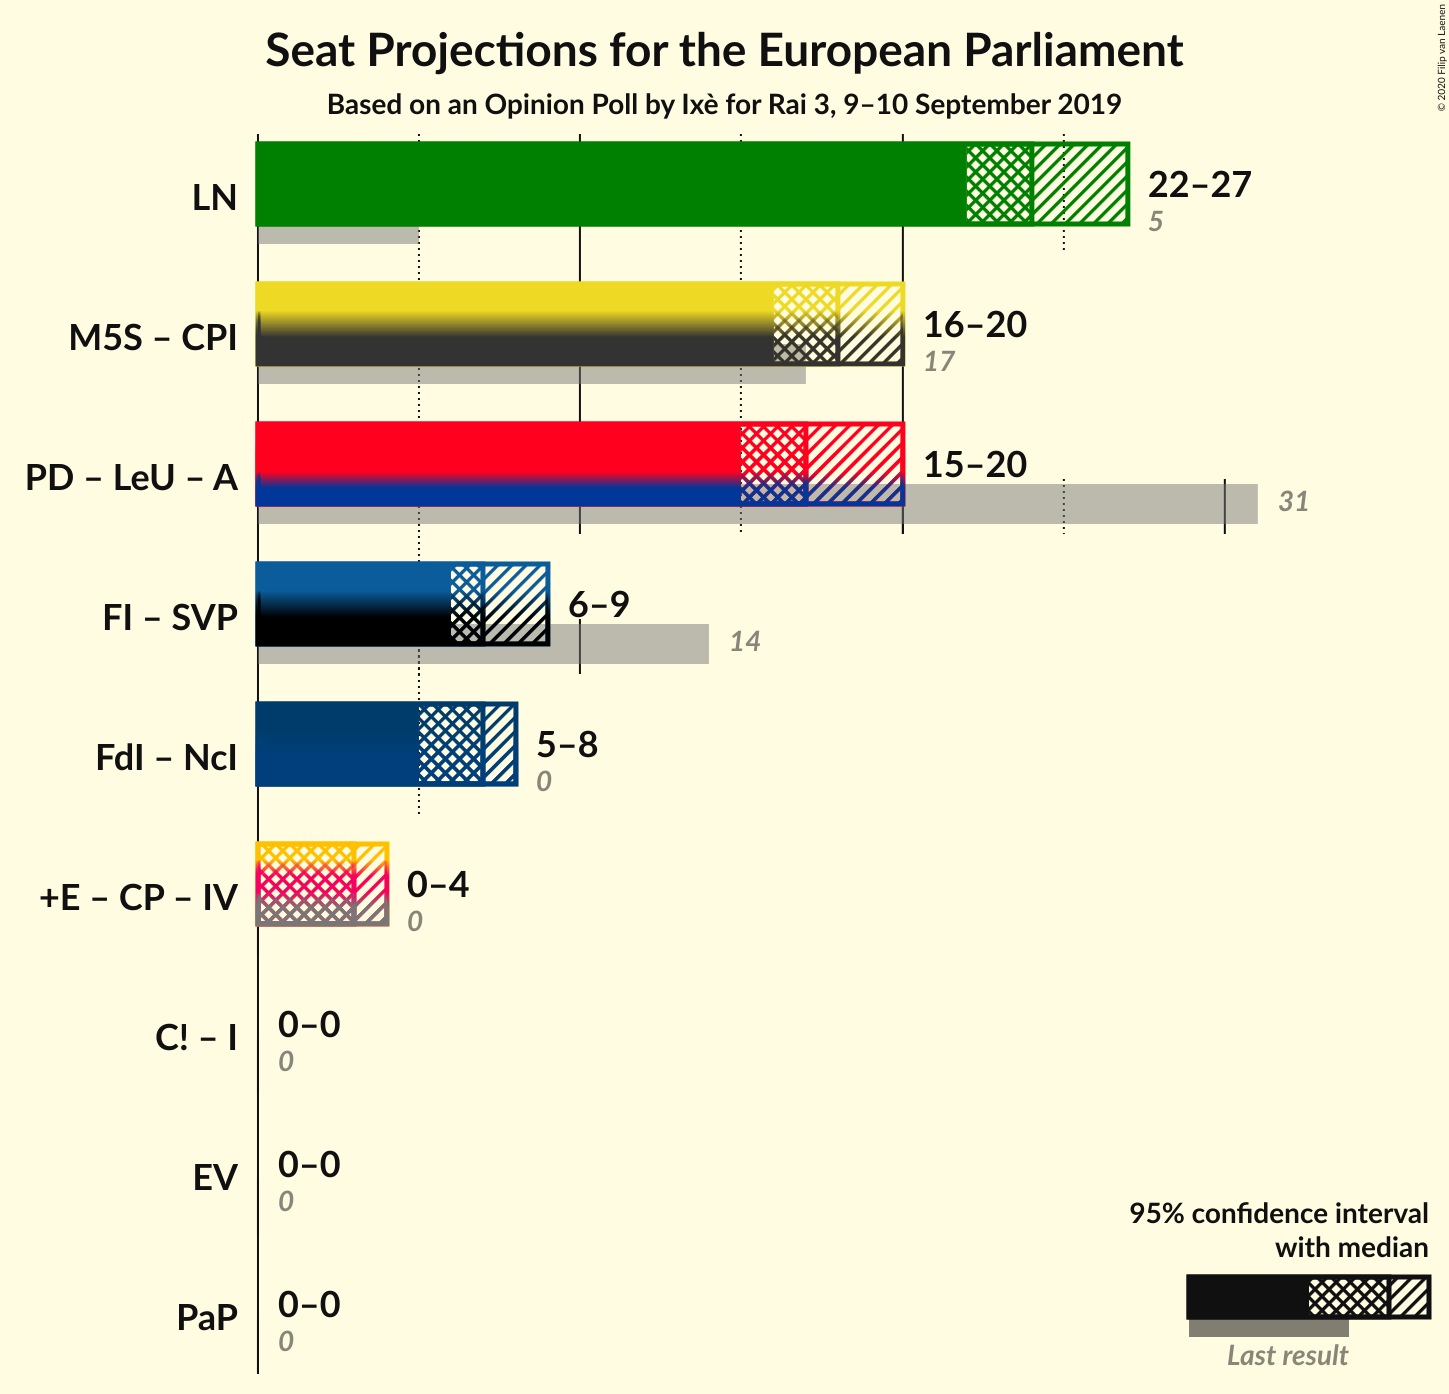 Seat Projections for the European Parliament
Based on an Opinion Poll by Ixè for Rai 3, 9–10 September 2019
© 2020 Filip van Laenen
LN
22–27
5
M5S – CPI
16–20
17
PD – LeU – A
15–20
31
FI – SVP
6–9
14
FdI – NcI
5–8
0
+E – CP – IV
0–4
0
C! – I
0–0
0
EV
0–0
0
PaP
0–0
0
95% confidence interval
with median
Last result